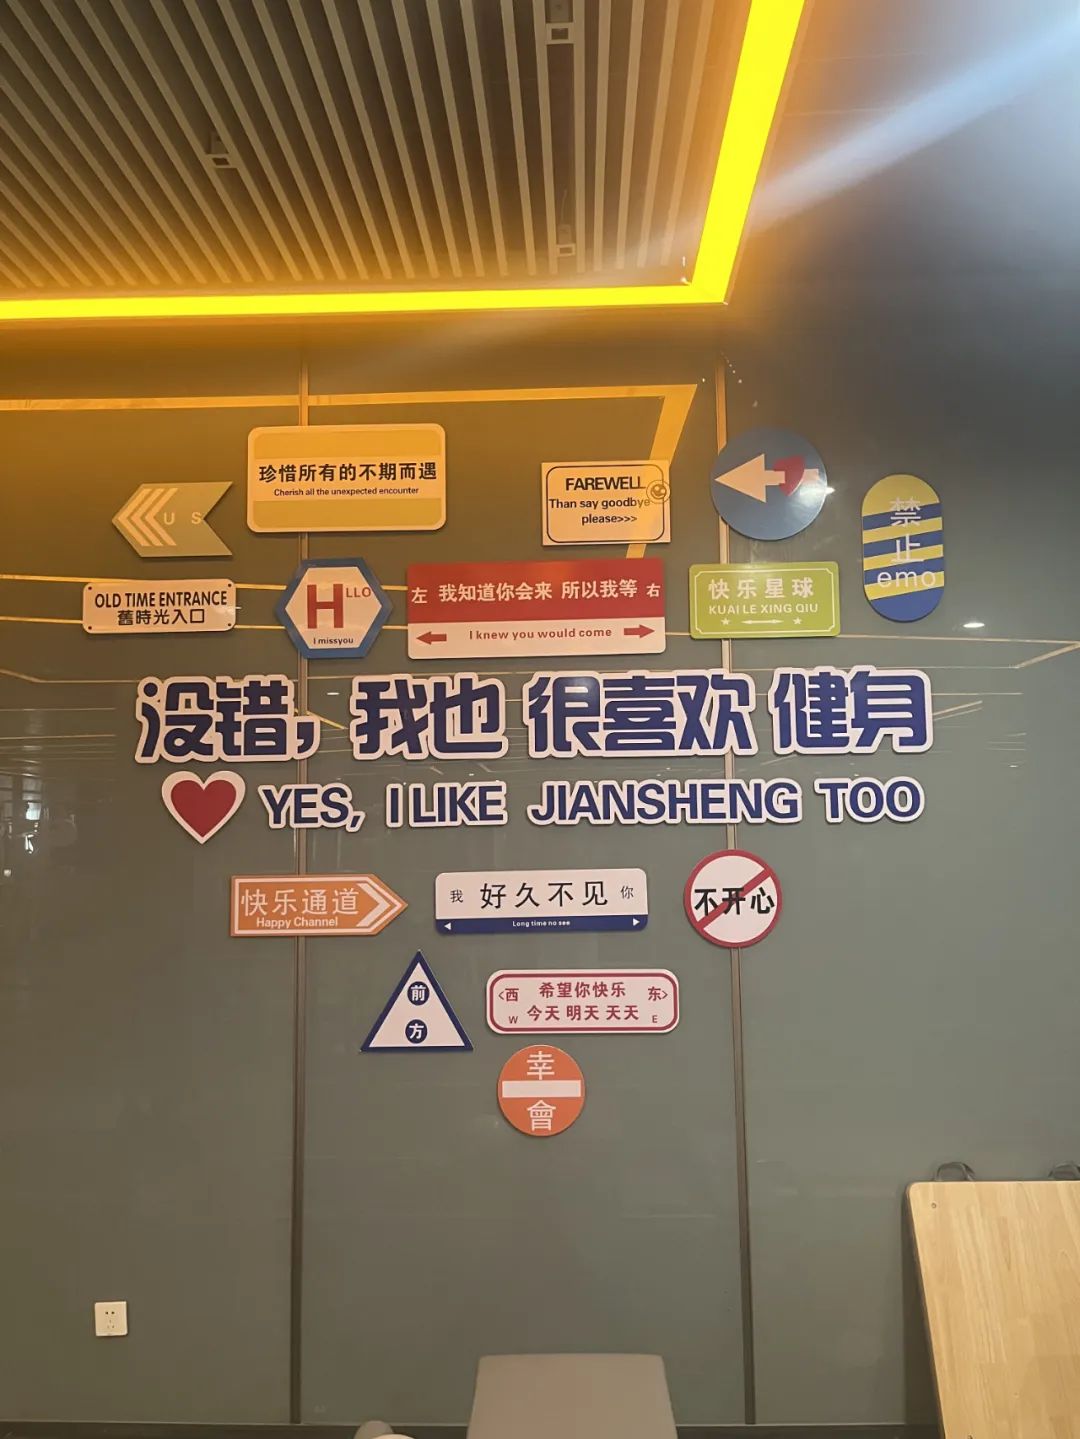 珍惜所有的不期而遇
Cherish all the unexpected encounter
FAREWELL
Than say goodbye
please>>>
U S
禁
止
emo
OLD TIME ENTRANCE
舊時光入口
H LLO
I missyou
左 我知道你会来 所以我等 右
I knew you would come
快乐星球
KUAI LE XING QIU
没错，我也 很喜欢 健身
YES, I LIKE JIANSHENG TOO
快乐通道
Happy Channel
我 好久不见 你
Long time no see
不开心
前
方
<西 希望你快乐 东>
W 今天 明天 天天 E
幸
會